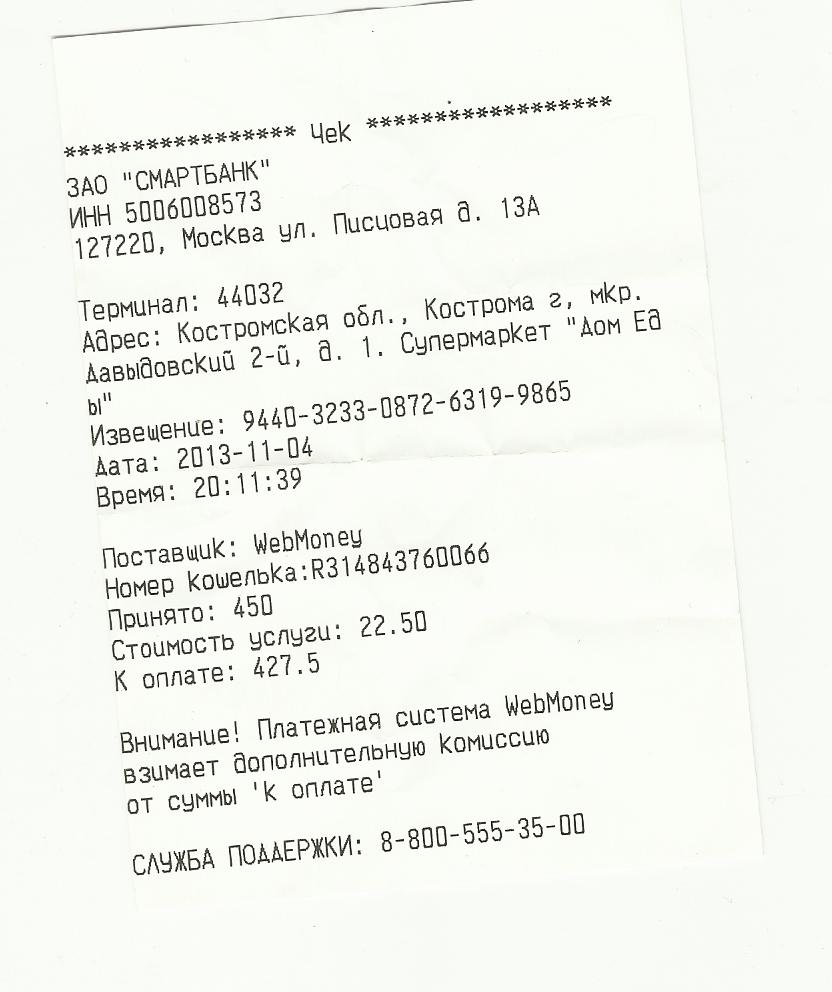 ***************** Чек ******************
ЗАО "СМАРТБАНК"
ИНН 5006008573
127220, Москва ул. Писцовая д. 13А
Терминал: 44032
Адрес: Костромская обл., Кострома г, мкр.
Давыдовский 2-й, д. 1. Супермаркет "Дом Ед
ы"
Извещение: 9440-3233-0872-6319-9865
Дата: 2013-11-04
Время: 20:11:39
Поставщик: WebMoney
Номер кошелька:R314843760066
Принято: 450
Стоимость услуги: 22.50
К оплате: 427.5
Внимание! Платежная система WebMoney
взимает дополнительную комиссию
от суммы 'К оплате'
СЛУЖБА ПОДДЕРЖКИ: 8-800-555-35-00